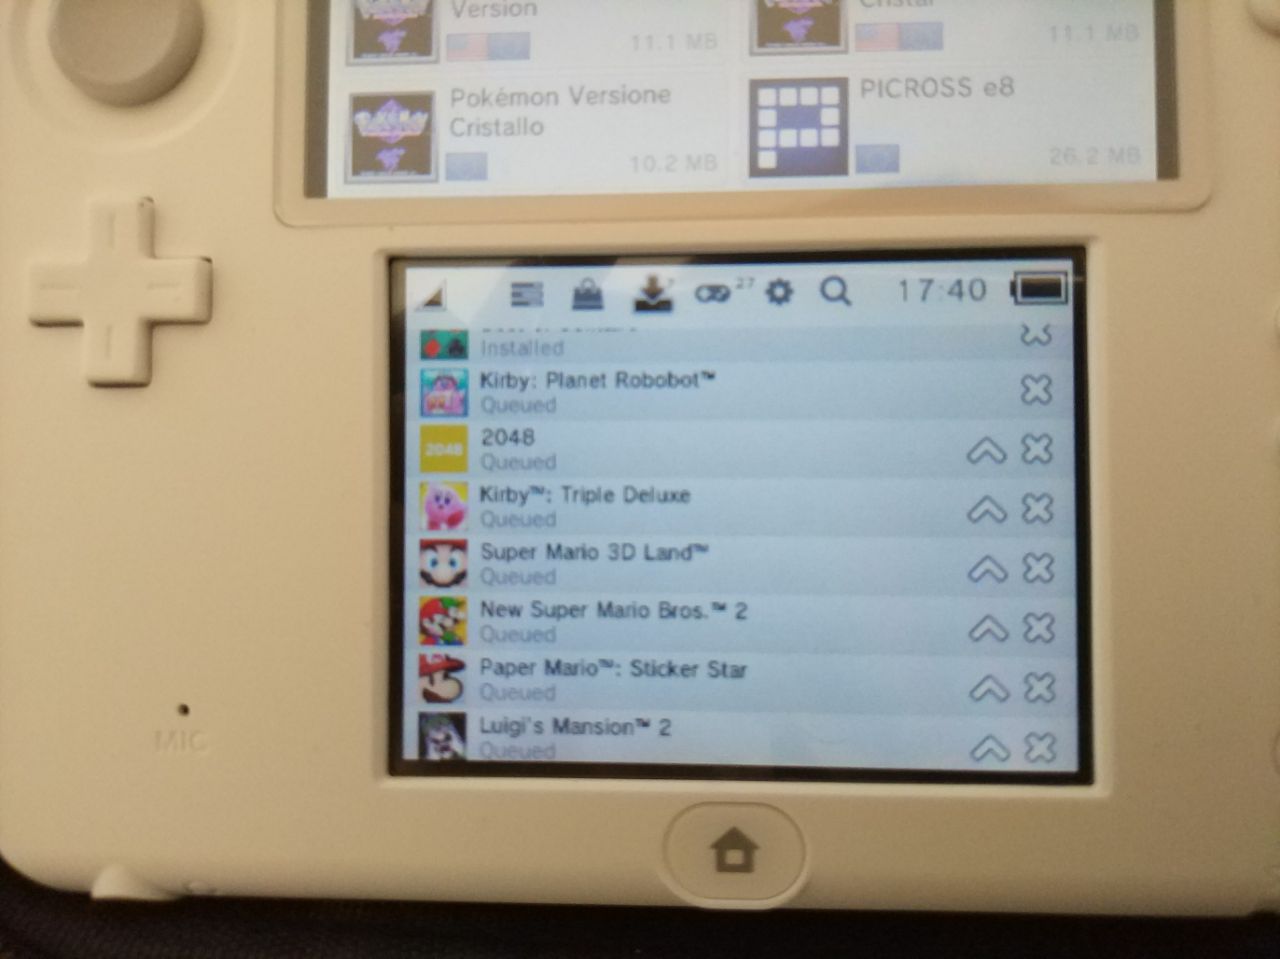 Version
11.1 MB
Cristal
11.1 MB
Pokémon Versione
Cristallo
10.2 MB
PICROSS e8
26.2 MB
27
17:40
Installed
Kirby: Planet Robobot™
Queued
2048
2048
Queued
Kirby™: Triple Deluxe
Queued
Super Mario 3D Land™
Queued
New Super Mario Bros.™ 2
Queued
Paper Mario™: Sticker Star
Queued
Luigi's Mansion™ 2
Queued
MIC